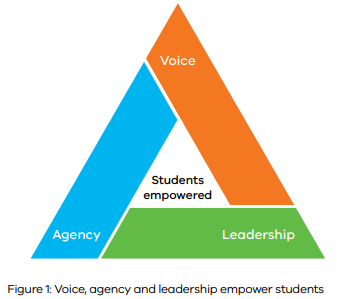 Voice
Students
empowered
Agency
Leadership
Figure 1: Voice, agency and leadership empower students